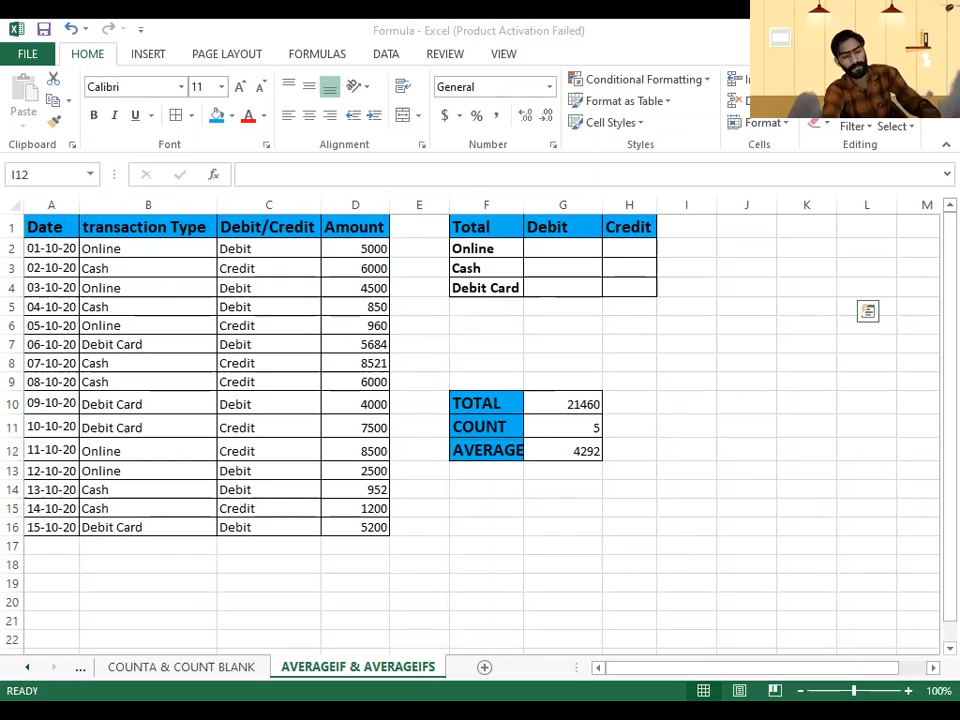 Formula - Excel (Product Activation Failed)
FILE HOME INSERT PAGE LAYOUT FORMULAS DATA REVIEW VIEW
Calibri 11 General Conditional Formatting
Paste Format as Table
B I U $ % , Cell Styles Format Filter Select
Clipboard Font Alignment Number Styles Cells Editing
I12
A B C D E F G H I J K L M
1 Date transaction Type Debit/Credit Amount Total Debit Credit
2 01-10-20 Online Debit 5000 Online
3 02-10-20 Cash Credit 6000 Cash
4 03-10-20 Online Debit 4500 Debit Card
5 04-10-20 Cash Debit 850
6 05-10-20 Online Credit 960
7 06-10-20 Debit Card Debit 5684
8 07-10-20 Cash Credit 8521
9 08-10-20 Cash Credit 6000
10 09-10-20 Debit Card Debit 4000 TOTAL 21460
11 10-10-20 Debit Card Credit 7500 COUNT 5
12 11-10-20 Online Credit 8500 AVERAGE 4292
13 12-10-20 Online Debit 2500
14 13-10-20 Cash Debit 952
15 14-10-20 Cash Credit 1200
16 15-10-20 Debit Card Debit 5200
17
18
19
20
21
22
... COUNTA & COUNT BLANK AVERAGEIF & AVERAGEIFS
READY 100%